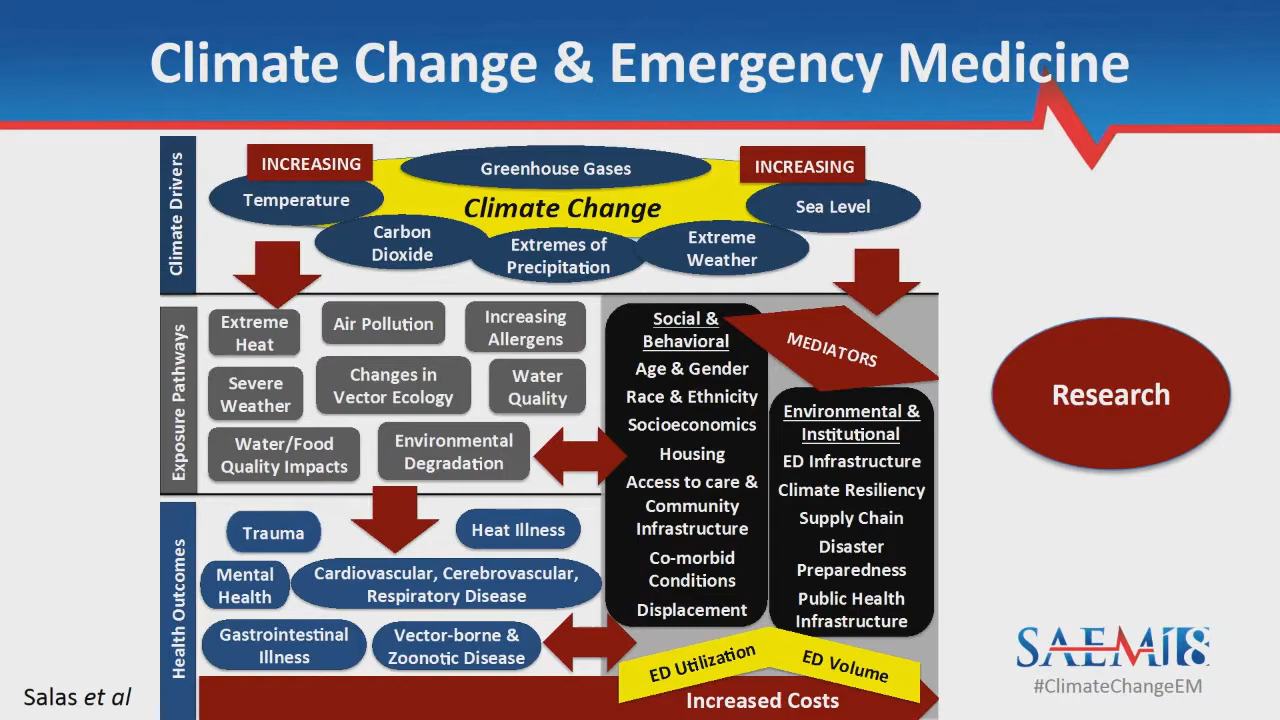 Climate Change & Emergency Medicine
Climate Drivers
INCREASING
Greenhouse Gases
INCREASING
Temperature
Climate Change
Sea Level
Carbon
Dioxide
Extremes of
Precipitation
Extreme
Weather
Exposure Pathways
Extreme
Heat
Air Pollution
Increasing
Allergens
Severe
Weather
Changes in
Vector Ecology
Water
Quality
Water/Food
Quality Impacts
Environmental
Degradation
Social &
Behavioral
Age & Gender
Race & Ethnicity
Socioeconomics
Housing
Access to care &
Community
Infrastructure
Co-morbid
Conditions
Displacement
MEDIATORS
Environmental &
Institutional
ED Infrastructure
Climate Resiliency
Supply Chain
Disaster
Preparedness
Public Health
Infrastructure
Research
Health Outcomes
Trauma
Heat Illness
Mental
Health
Cardiovascular, Cerebrovascular,
Respiratory Disease
Gastrointestinal
Illness
Vector-borne &
Zoonotic Disease
ED Utilization
ED Volume
Increased Costs
Salas et al
SAEM18
#ClimateChangeEM